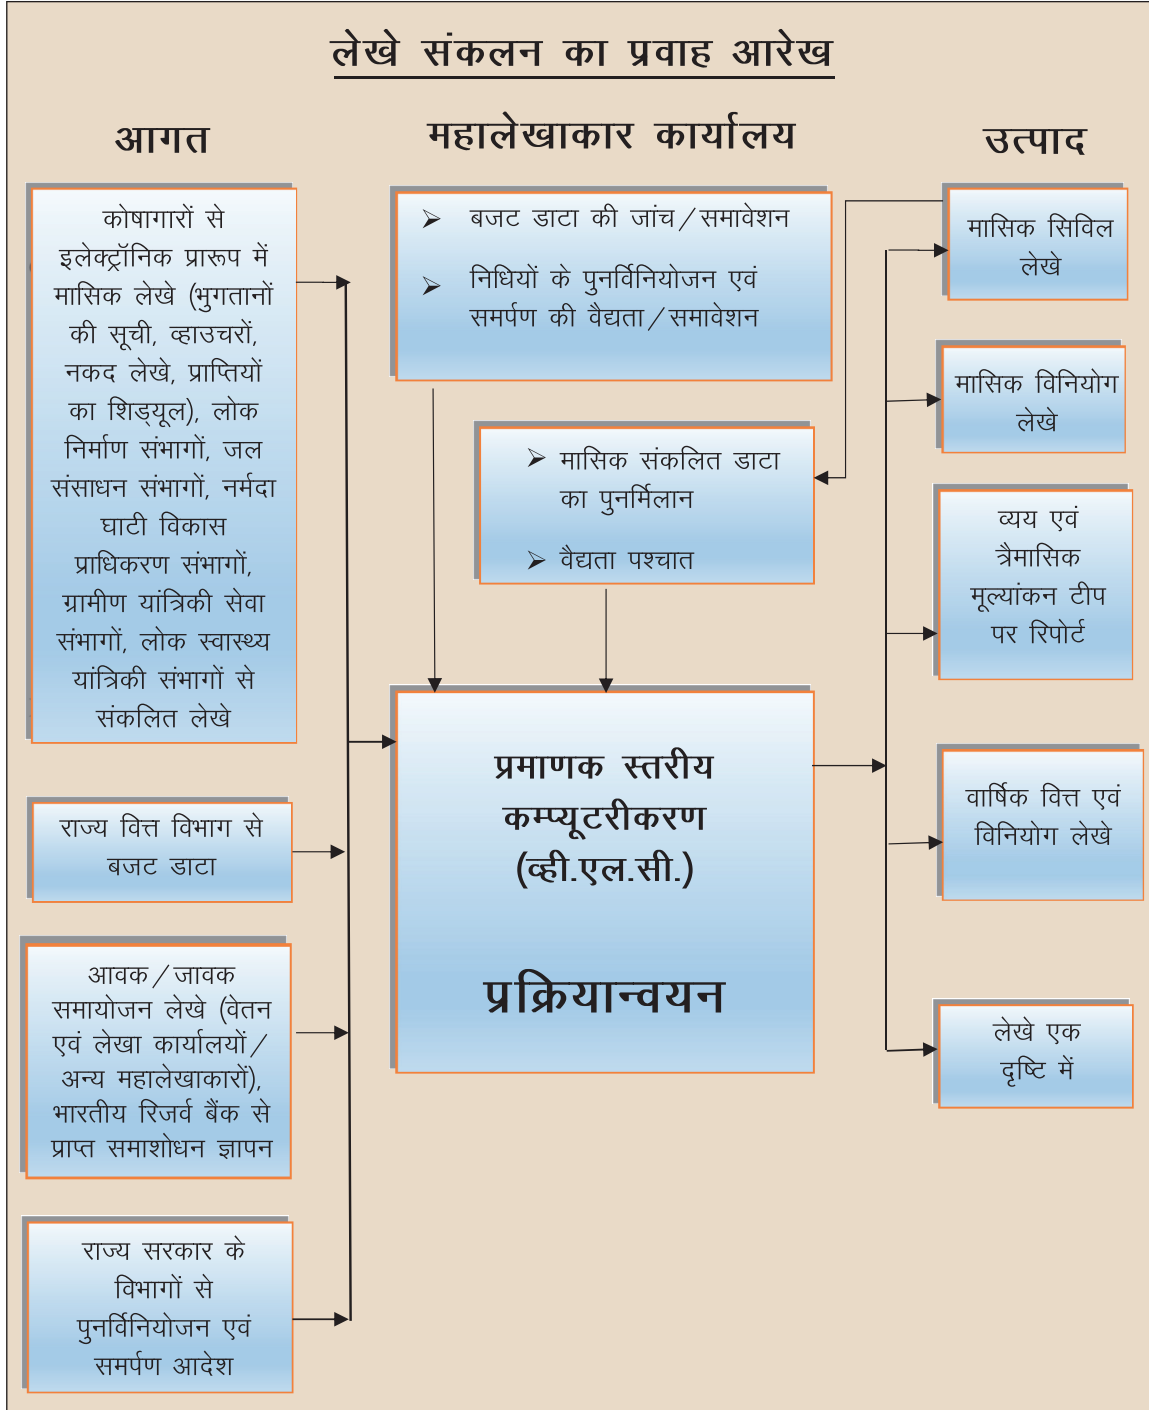 लेखे संकलन का प्रवाह आरेख
आगत
कोषागारों से
इलेक्ट्रॉनिक प्रारूप में
मासिक लेखे (भुगतानों
की सूची, व्हाउचरों,
नकद लेखे, प्राप्तियों
का शिड्यूल), लोक
निर्माण संभागों, जल
संसाधन संभागों, नर्मदा
घाटी विकास
प्राधिकरण संभागों,
ग्रामीण यांत्रिकी सेवा
संभागों, लोक स्वास्थ्य
यांत्रिकी संभागों से
संकलित लेखे
राज्य वित्त विभाग से
बजट डाटा
आवक/जावक
समायोजन लेखे (वेतन
एवं लेखा कार्यालयों/
अन्य महालेखाकारों),
भारतीय रिजर्व बैंक से
प्राप्त समाशोधन ज्ञापन
राज्य सरकार के
विभागों से
पुनर्विनियोजन एवं
समर्पण आदेश
महालेखाकार कार्यालय
➢ बजट डाटा की जांच/समावेशन
➢ निधियों के पुनर्विनियोजन एवं
समर्पण की वैद्यता/समावेशन
➢ मासिक संकलित डाटा
का पुनर्मिलान
➢ वैद्यता पश्चात
प्रमाणक स्तरीय
कम्प्यूटरीकरण
(व्ही.एल.सी.)
प्रक्रियान्वयन
उत्पाद
मासिक सिविल
लेखे
मासिक विनियोग
लेखे
व्यय एवं
त्रैमासिक
मूल्यांकन टीप
पर रिपोर्ट
वार्षिक वित्त एवं
विनियोग लेखे
लेखे एक
दृष्टि में